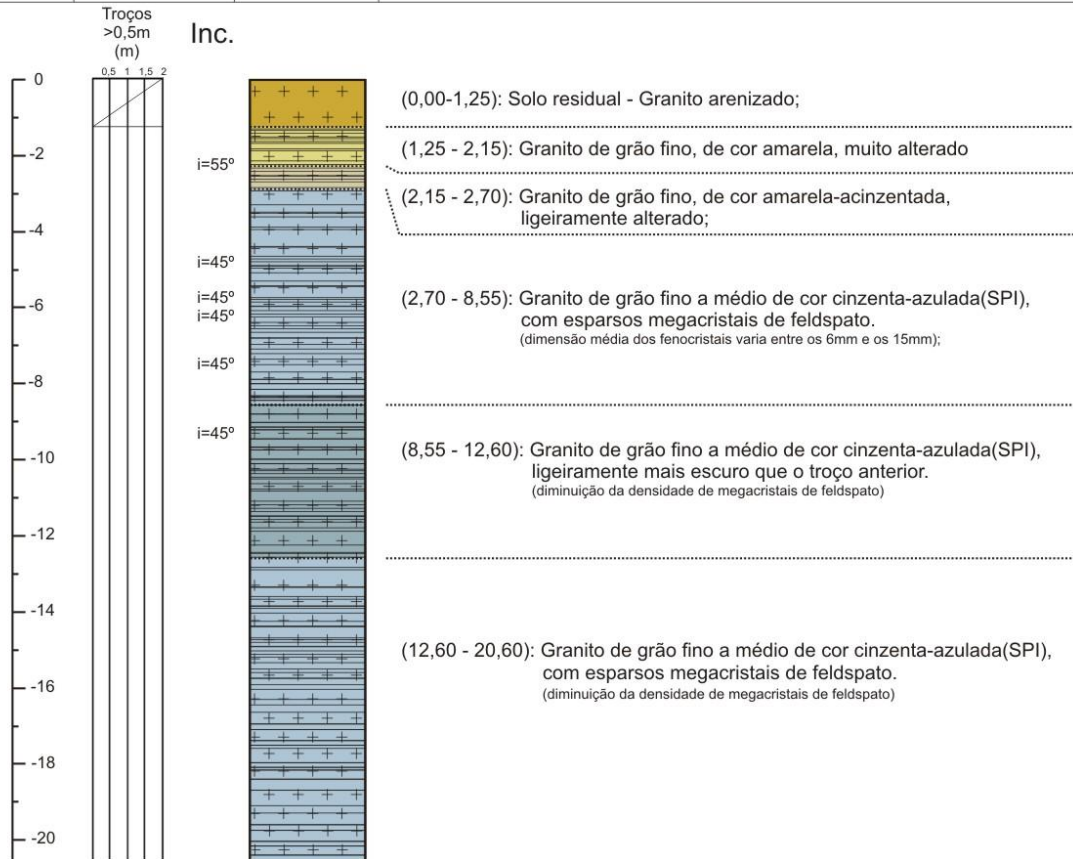 Troços
>0,5m
(m)
Inc.
0,5 1 1,5 2
0
(0,00-1,25): Solo residual - Granito arenizado;
-2
i=55º
(1,25 - 2,15): Granito de grão fino, de cor amarela, muito alterado
(2,15 - 2,70): Granito de grão fino, de cor amarela-acinzentada,
ligeiramente alterado;
-4
i=45º
i=45º
-6
i=45º
(2,70 - 8,55): Granito de grão fino a médio de cor cinzenta-azulada(SPI),
com esparsos megacristais de feldspato.
(dimensão média dos fenocristais varia entre os 6mm e os 15mm);
i=45º
-8
i=45º
-10
(8,55 - 12,60): Granito de grão fino a médio de cor cinzenta-azulada(SPI),
ligeiramente mais escuro que o troço anterior.
(diminuição da densidade de megacristais de feldspato)
-12
-14
(12,60 - 20,60): Granito de grão fino a médio de cor cinzenta-azulada(SPI),
com esparsos megacristais de feldspato.
(diminuição da densidade de megacristais de feldspato)
-16
-18
-20